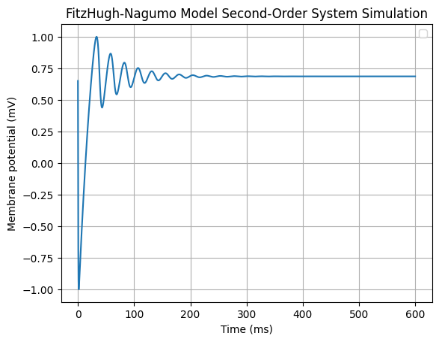 FitzHugh-Nagumo Model Second-Order System Simulation
1.00
0.75
0.50
0.25
0.00
−0.25
−0.50
−0.75
−1.00
Membrane potential (mV)
0 100 200 300 400 500 600
Time (ms)